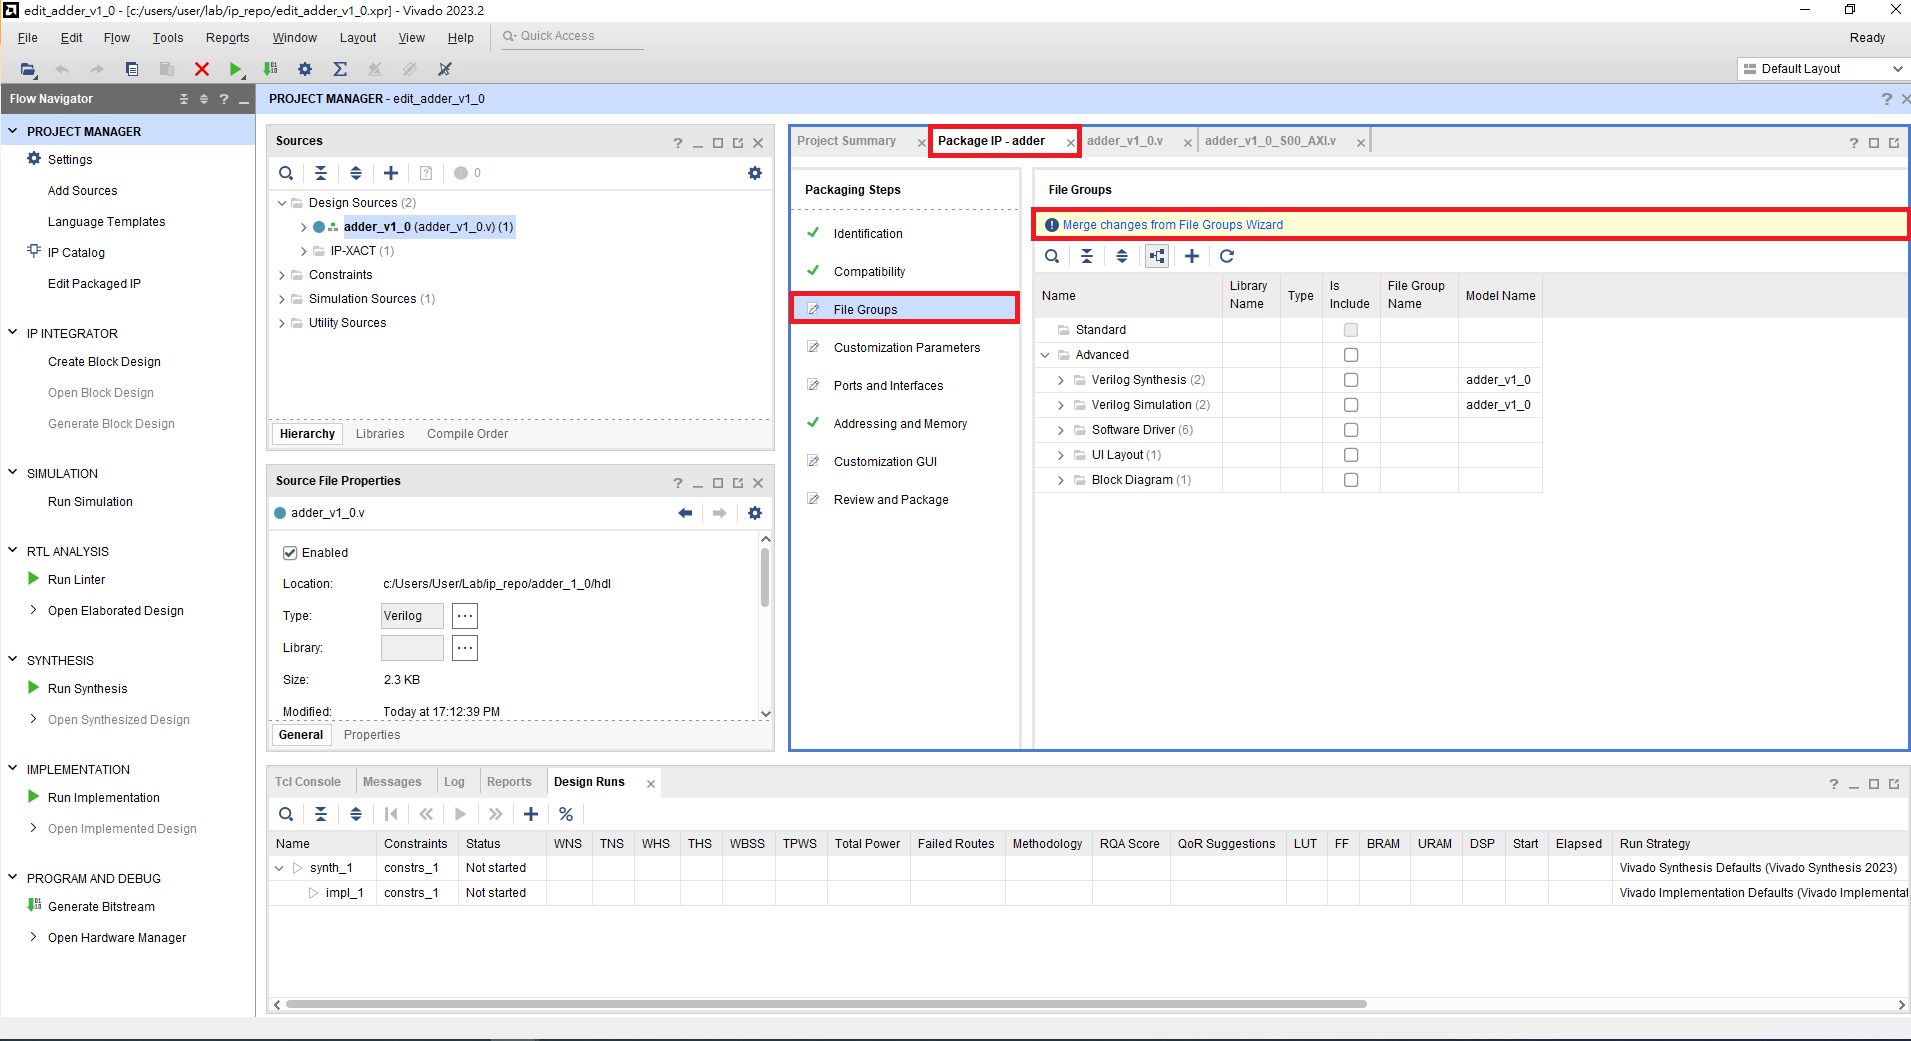 edit_adder_v1_0 - [c:/users/user/lab/ip_repo/edit_adder_v1_0.xpr] - Vivado 2023.2
File Edit Flow Tools Reports Window Layout View Help Quick Access
Ready
Default Layout
Flow Navigator
PROJECT MANAGER
Settings
Add Sources
Language Templates
IP Catalog
Edit Packaged IP
IP INTEGRATOR
Create Block Design
Open Block Design
Generate Block Design
SIMULATION
Run Simulation
RTL ANALYSIS
Run Linter
Open Elaborated Design
SYNTHESIS
Run Synthesis
Open Synthesized Design
IMPLEMENTATION
Run Implementation
Open Implemented Design
PROGRAM AND DEBUG
Generate Bitstream
Open Hardware Manager
PROJECT MANAGER - edit_adder_v1_0
Sources
0
Design Sources (2)
adder_v1_0 (adder_v1_0.v) (1)
IP-XACT (1)
Constraints
Simulation Sources (1)
Utility Sources
Hierarchy Libraries Compile Order
Source File Properties
adder_v1_0.v
Enabled
Location: c:/Users/User/Lab/ip_repo/adder_1_0/hdl
Type: Verilog
Library:
Size: 2.3 KB
Modified: Today at 17:12:39 PM
General Properties
Project Summary Package IP - adder adder_v1_0.v adder_v1_0_S00_AXI.v
Packaging Steps
Identification
Compatibility
File Groups
Customization Parameters
Ports and Interfaces
Addressing and Memory
Customization GUI
Review and Package
File Groups
Merge changes from File Groups Wizard
Name Library Name Type Is Include File Group Name Model Name
Standard
Advanced
Verilog Synthesis (2) adder_v1_0
Verilog Simulation (2) adder_v1_0
Software Driver (6)
UI Layout (1)
Block Diagram (1)
Tcl Console Messages Log Reports Design Runs
Name Constraints Status WNS TNS WHS THS WBSS TPWS Total Power Failed Routes Methodology RQA Score QoR Suggestions LUT FF BRAM URAM DSP Start Elapsed Run Strategy
synth_1 constrs_1 Not started Vivado Synthesis Defaults (Vivado Synthesis 2023)
impl_1 constrs_1 Not started Vivado Implementation Defaults (Vivado Implementat